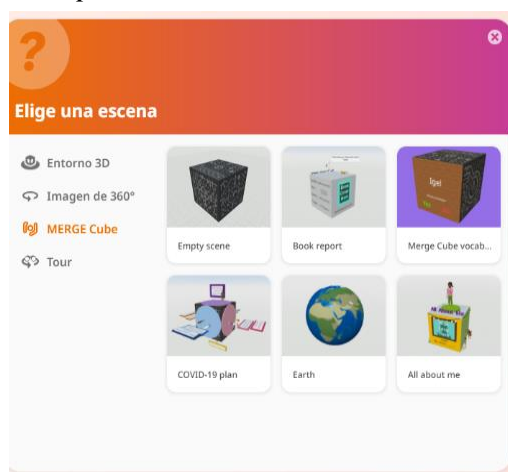 ?
Elige una escena
Entorno 3D
Imagen de 360°
MERGE Cube
Tour
Empty scene
Book report
Merge Cube vocab...
Igel
COVID-19 plan
Earth
All about me